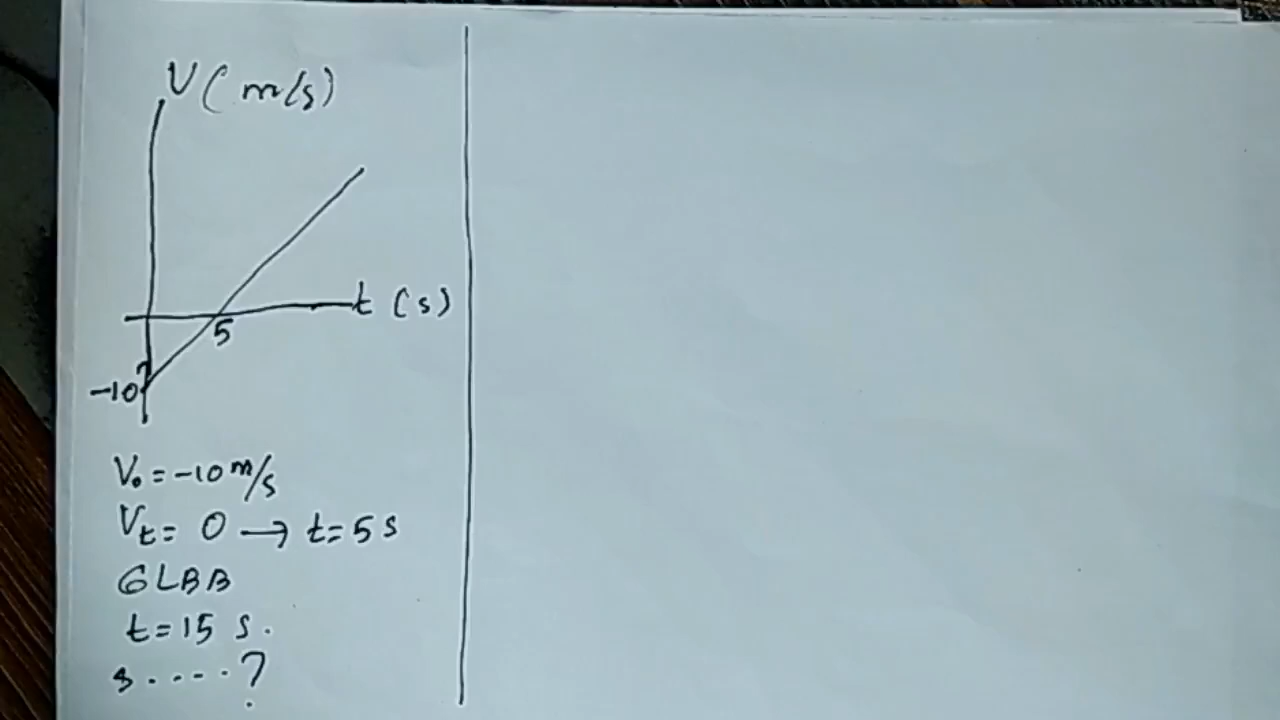 V (m/s)
t (s)
5
-10
V₀ = -10 m/s
Vt = 0 → t = 5 s
GLBB
t = 15 s.
s....?